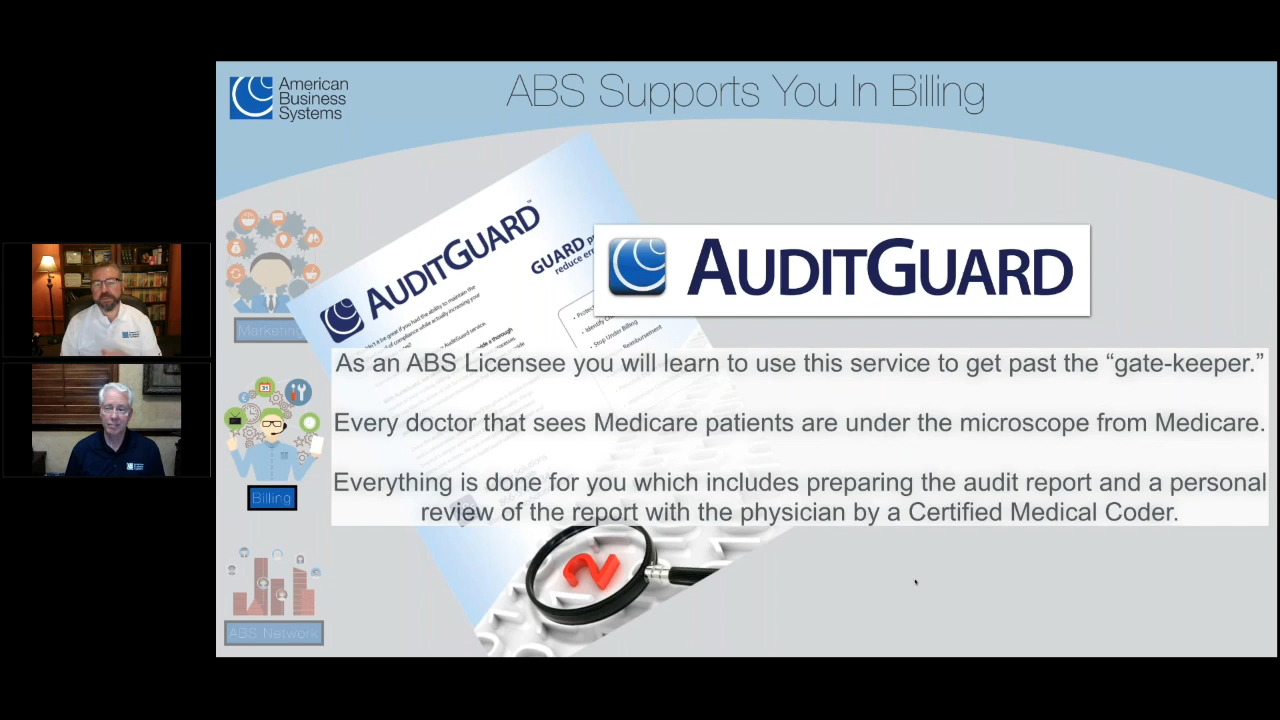 American
Business
Systems
ABS Supports You In Billing
AUDITGUARD™
GUARD
AUDITGUARD
As an ABS Licensee you will learn to use this service to get past the “gate-keeper.”
Every doctor that sees Medicare patients are under the microscope from Medicare.
Everything is done for you which includes preparing the audit report and a personal
review of the report with the physician by a Certified Medical Coder.
Marketing
Billing
ABS Network